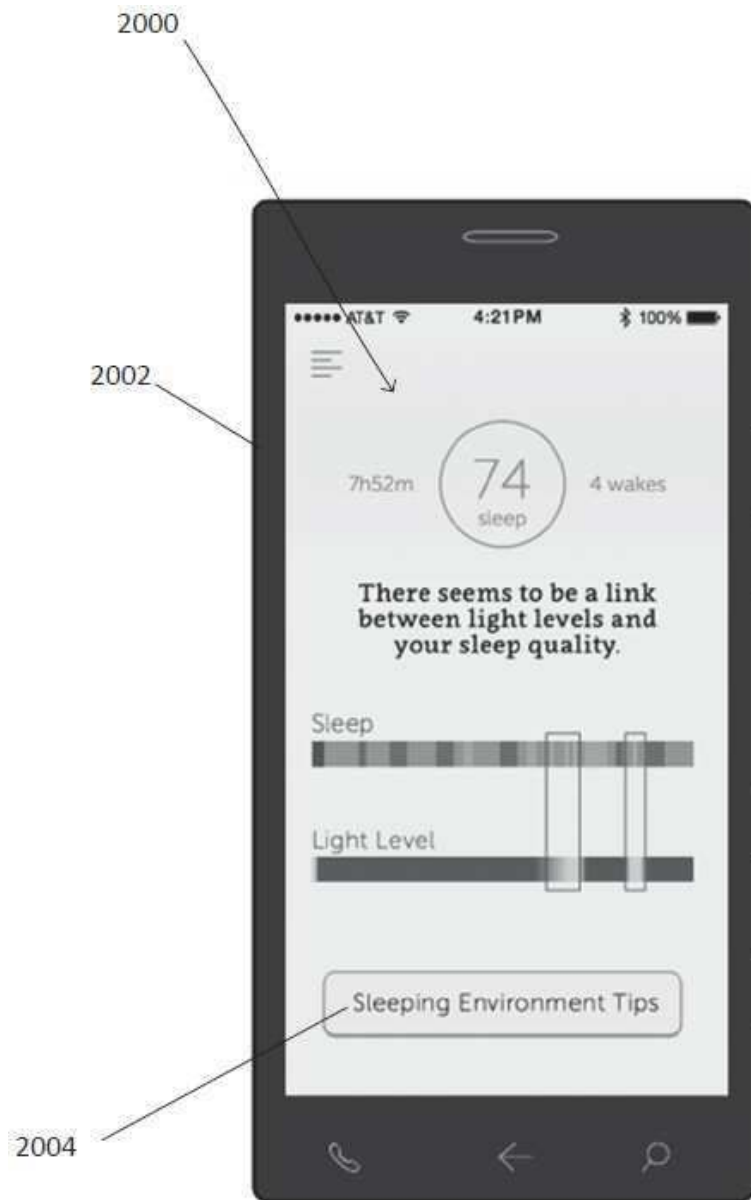 2000
AT&T 4:21PM 100%
2002
7h52m 74 4 wakes
sleep
There seems to be a link
between light levels and
your sleep quality.
Sleep
Light Level
Sleeping Environment Tips
2004